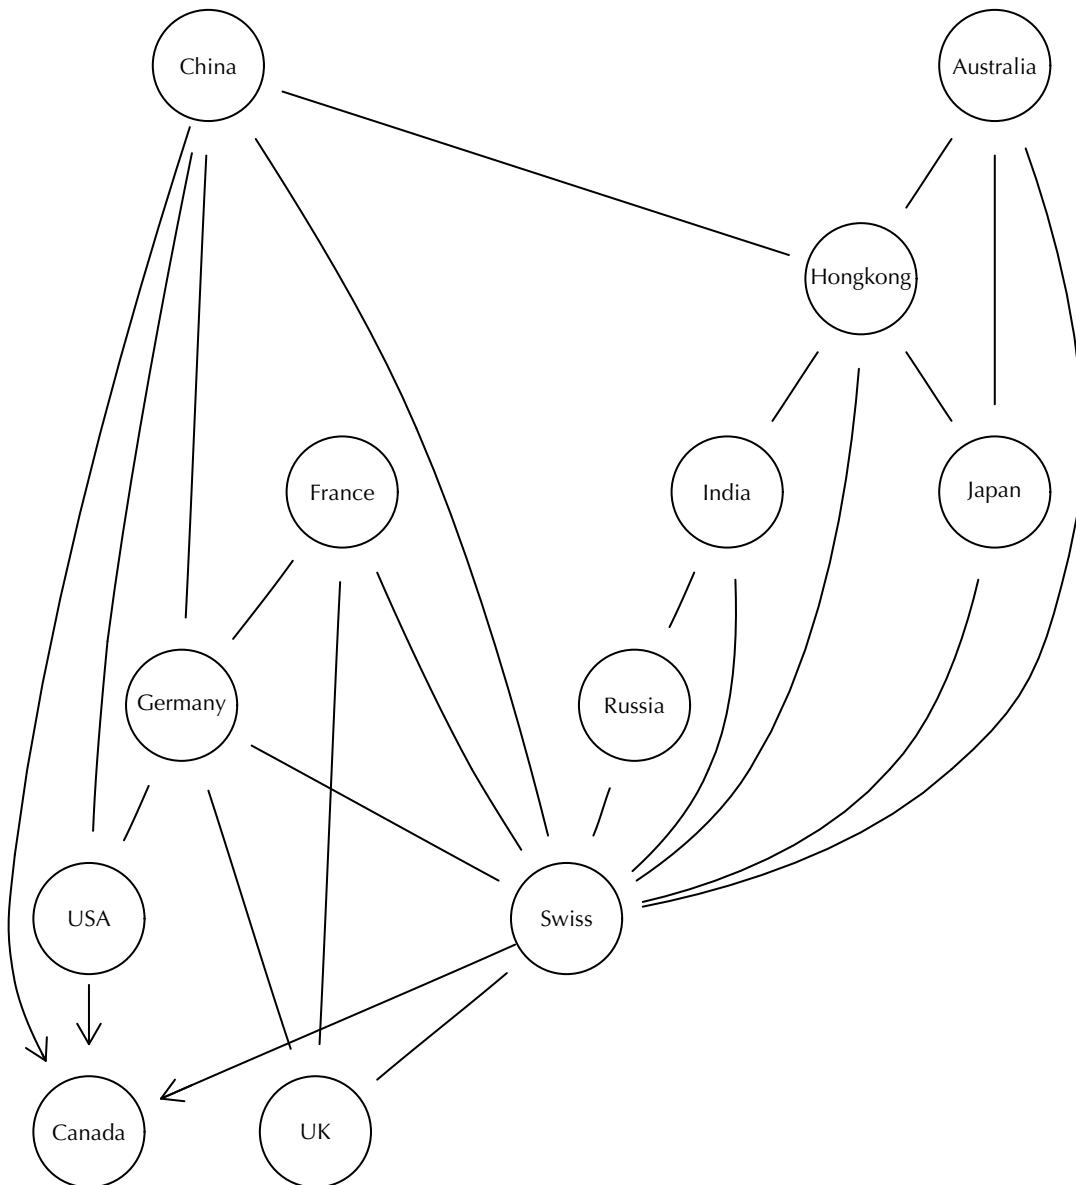 China
Australia
Hongkong
France
India
Japan
Germany
Russia
USA
Swiss
Canada
UK